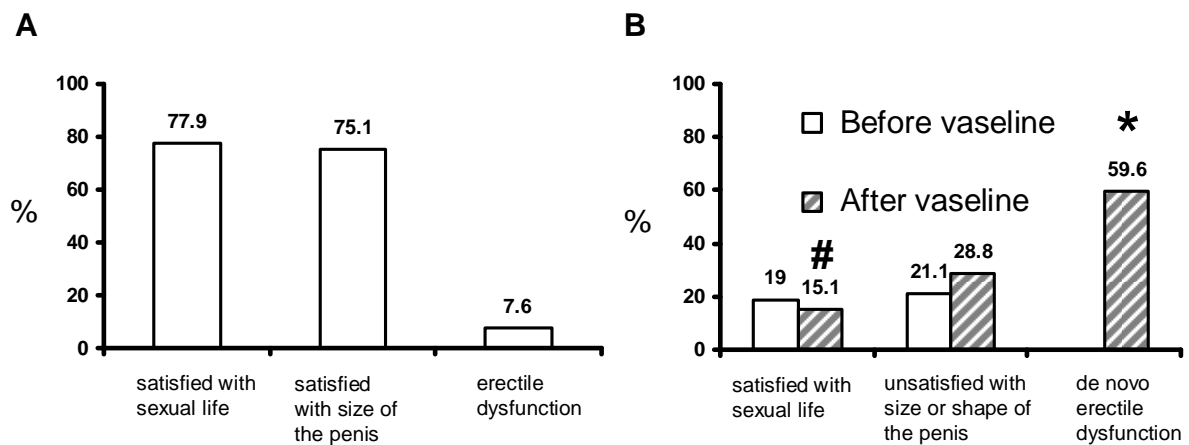 A
100
80
60
40
20
0
%
77.9
75.1
7.6
satisfied with
sexual life
satisfied
with size of
the penis
erectile
dysfunction
B
100
80
60
40
20
0
%
Before vaseline
After vaseline
19
#
15.1
21.1
28.8
*
59.6
satisfied with
sexual life
unsatisfied with
size or shape of
the penis
de novo
erectile
dysfunction